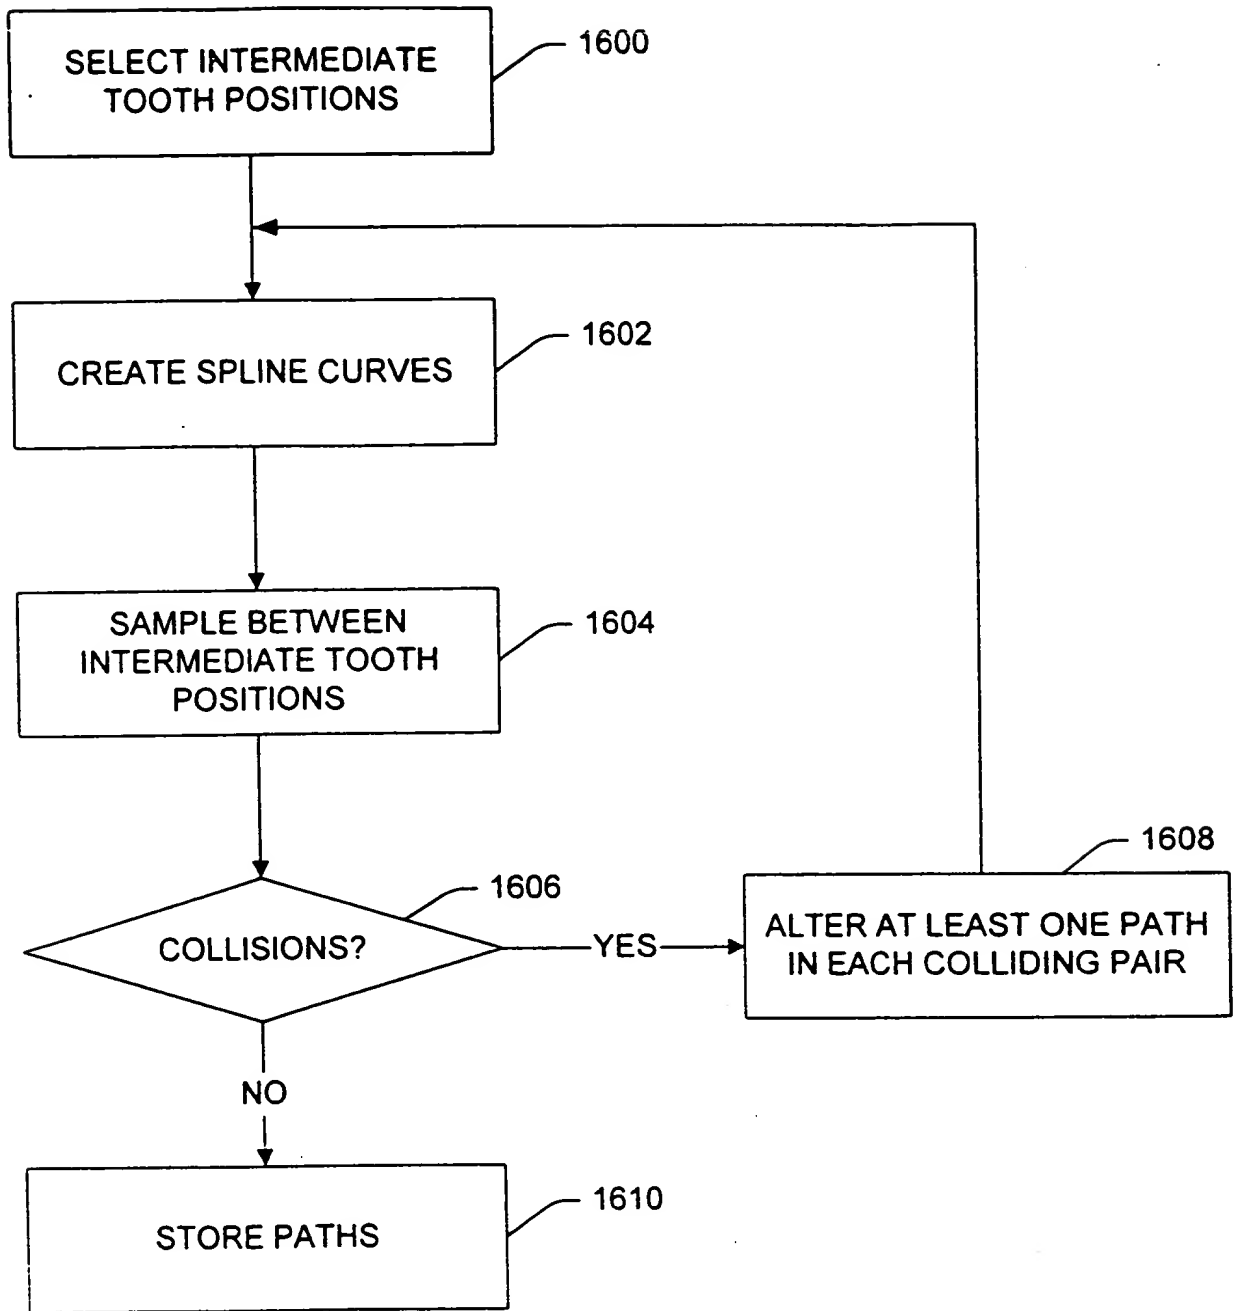 SELECT INTERMEDIATE
TOOTH POSITIONS
1600
CREATE SPLINE CURVES
1602
SAMPLE BETWEEN
INTERMEDIATE TOOTH
POSITIONS
1604
COLLISIONS?
1606
YES
ALTER AT LEAST ONE PATH
IN EACH COLLIDING PAIR
1608
NO
STORE PATHS
1610